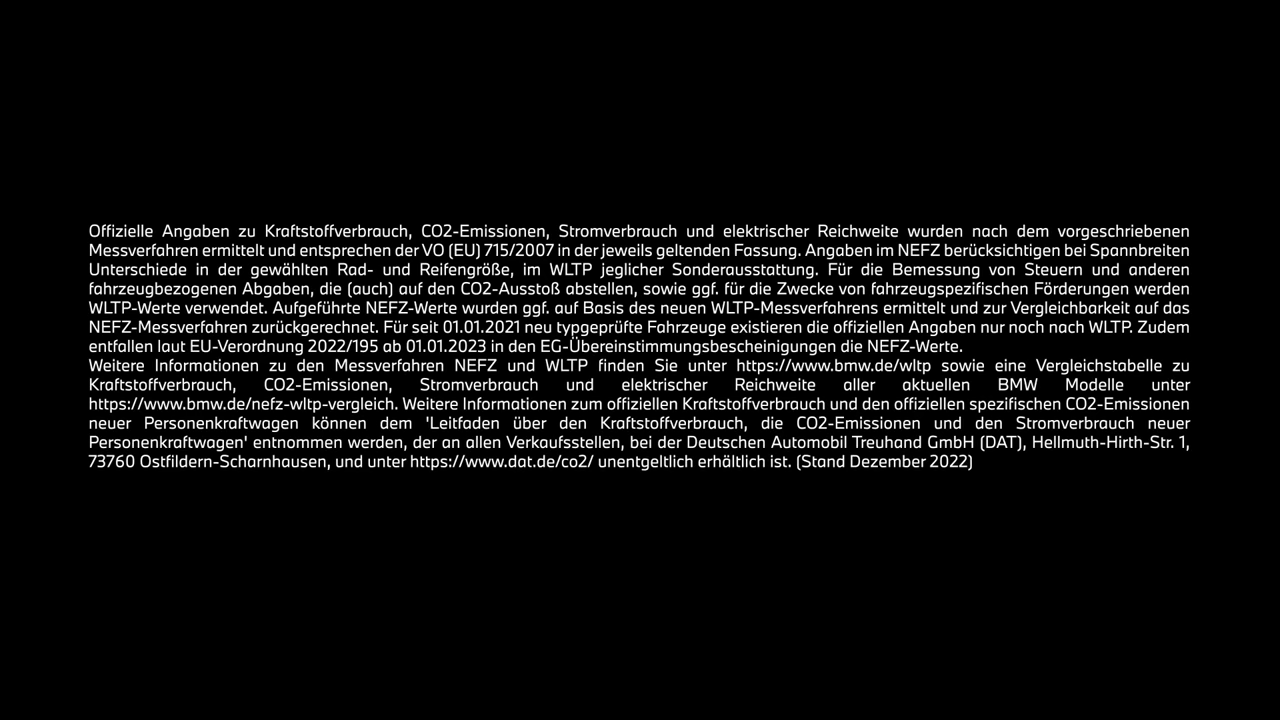 Offizielle Angaben zu Kraftstoffverbrauch, CO2-Emissionen, Stromverbrauch und elektrischer Reichweite wurden nach dem vorgeschriebenen
Messverfahren ermittelt und entsprechen der VO (EU) 715/2007 in der jeweils geltenden Fassung. Angaben im NEFZ berücksichtigen bei Spannbreiten
Unterschiede in der gewählten Rad- und Reifengröße, im WLTP jeglicher Sonderausstattung. Für die Bemessung von Steuern und anderen
fahrzeugbezogenen Abgaben, die (auch) auf den CO2-Ausstoß abstellen, sowie ggf. für die Zwecke von fahrzeugspezifischen Förderungen werden
WLTP-Werte verwendet. Aufgeführte NEFZ-Werte wurden ggf. auf Basis des neuen WLTP-Messverfahrens ermittelt und zur Vergleichbarkeit auf das
NEFZ-Messverfahren zurückgerechnet. Für seit 01.01.2021 neu typgeprüfte Fahrzeuge existieren die offiziellen Angaben nur noch nach WLTP. Zudem
entfallen laut EU-Verordnung 2022/195 ab 01.01.2023 in den EG-Übereinstimmungsbescheinigungen die NEFZ-Werte.
Weitere Informationen zu den Messverfahren NEFZ und WLTP finden Sie unter https://www.bmw.de/wltp sowie eine Vergleichstabelle zu
Kraftstoffverbrauch, CO2-Emissionen, Stromverbrauch und elektrischer Reichweite aller aktuellen BMW Modelle unter
https://www.bmw.de/nefz-wltp-vergleich. Weitere Informationen zum offiziellen Kraftstoffverbrauch und den offiziellen spezifischen CO2-Emissionen
neuer Personenkraftwagen können dem 'Leitfaden über den Kraftstoffverbrauch, die CO2-Emissionen und den Stromverbrauch neuer
Personenkraftwagen' entnommen werden, der an allen Verkaufsstellen, bei der Deutschen Automobil Treuhand GmbH (DAT), Hellmuth-Hirth-Str. 1,
73760 Ostfildern-Scharnhausen, und unter https://www.dat.de/co2/ unentgeltlich erhältlich ist. (Stand Dezember 2022)